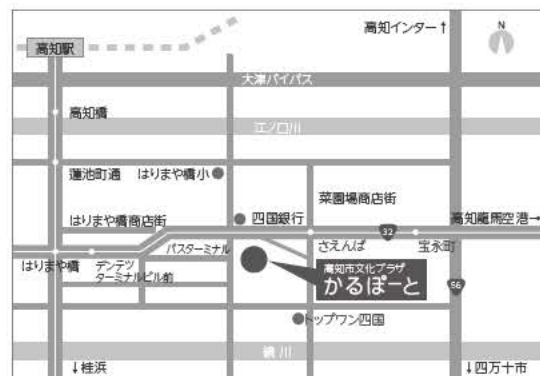 高知インター↑
N
高知駅
大津バイパス
高知橋
江ノ口川
蓮池町通
はりまや橋小
菜園場商店街
はりまや橋商店街
四国銀行
32
高知龍馬空港→
バスターミナル
さえんば
宝永町
はりまや橋
デンテツ
ターミナルビル前
高知市文化プラザ
かるぽーと
56
トップワン四国
鏡川
↓桂浜
↓四万十市